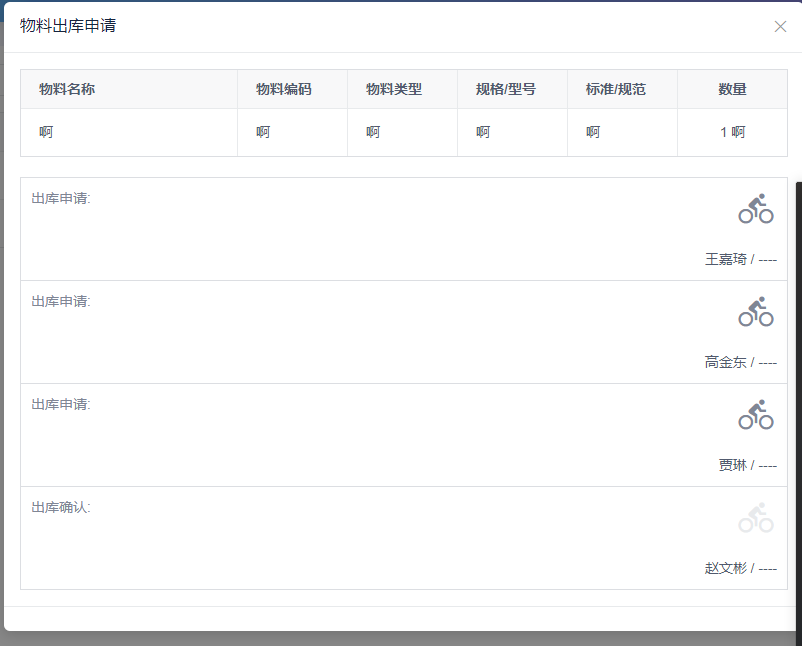 物料出库申请
物料名称 物料编码 物料类型 规格/型号 标准/规范 数量
啊 啊 啊 啊 啊 1 啊
出库申请:
王嘉琦 / ----
出库申请:
高金东 / ----
出库申请:
贾琳 / ----
出库确认:
赵文彬 / ----